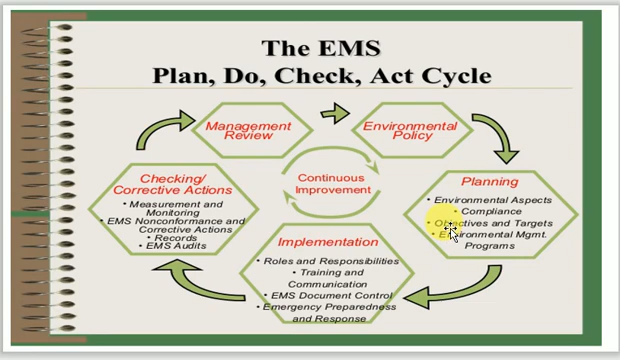 The EMS
Plan, Do, Check, Act Cycle
Management
Review
Environmental
Policy
Planning
• Environmental Aspects
• Compliance
• Objectives and Targets
• Environmental Mgmt.
Programs
Implementation
• Roles and Responsibilities
• Training and
Communication
• EMS Document Control
• Emergency Preparedness
and Response
Checking/
Corrective Actions
• Measurement and
Monitoring
• EMS Nonconformance and
Corrective Actions
• Records
• EMS Audits
Continuous
Improvement